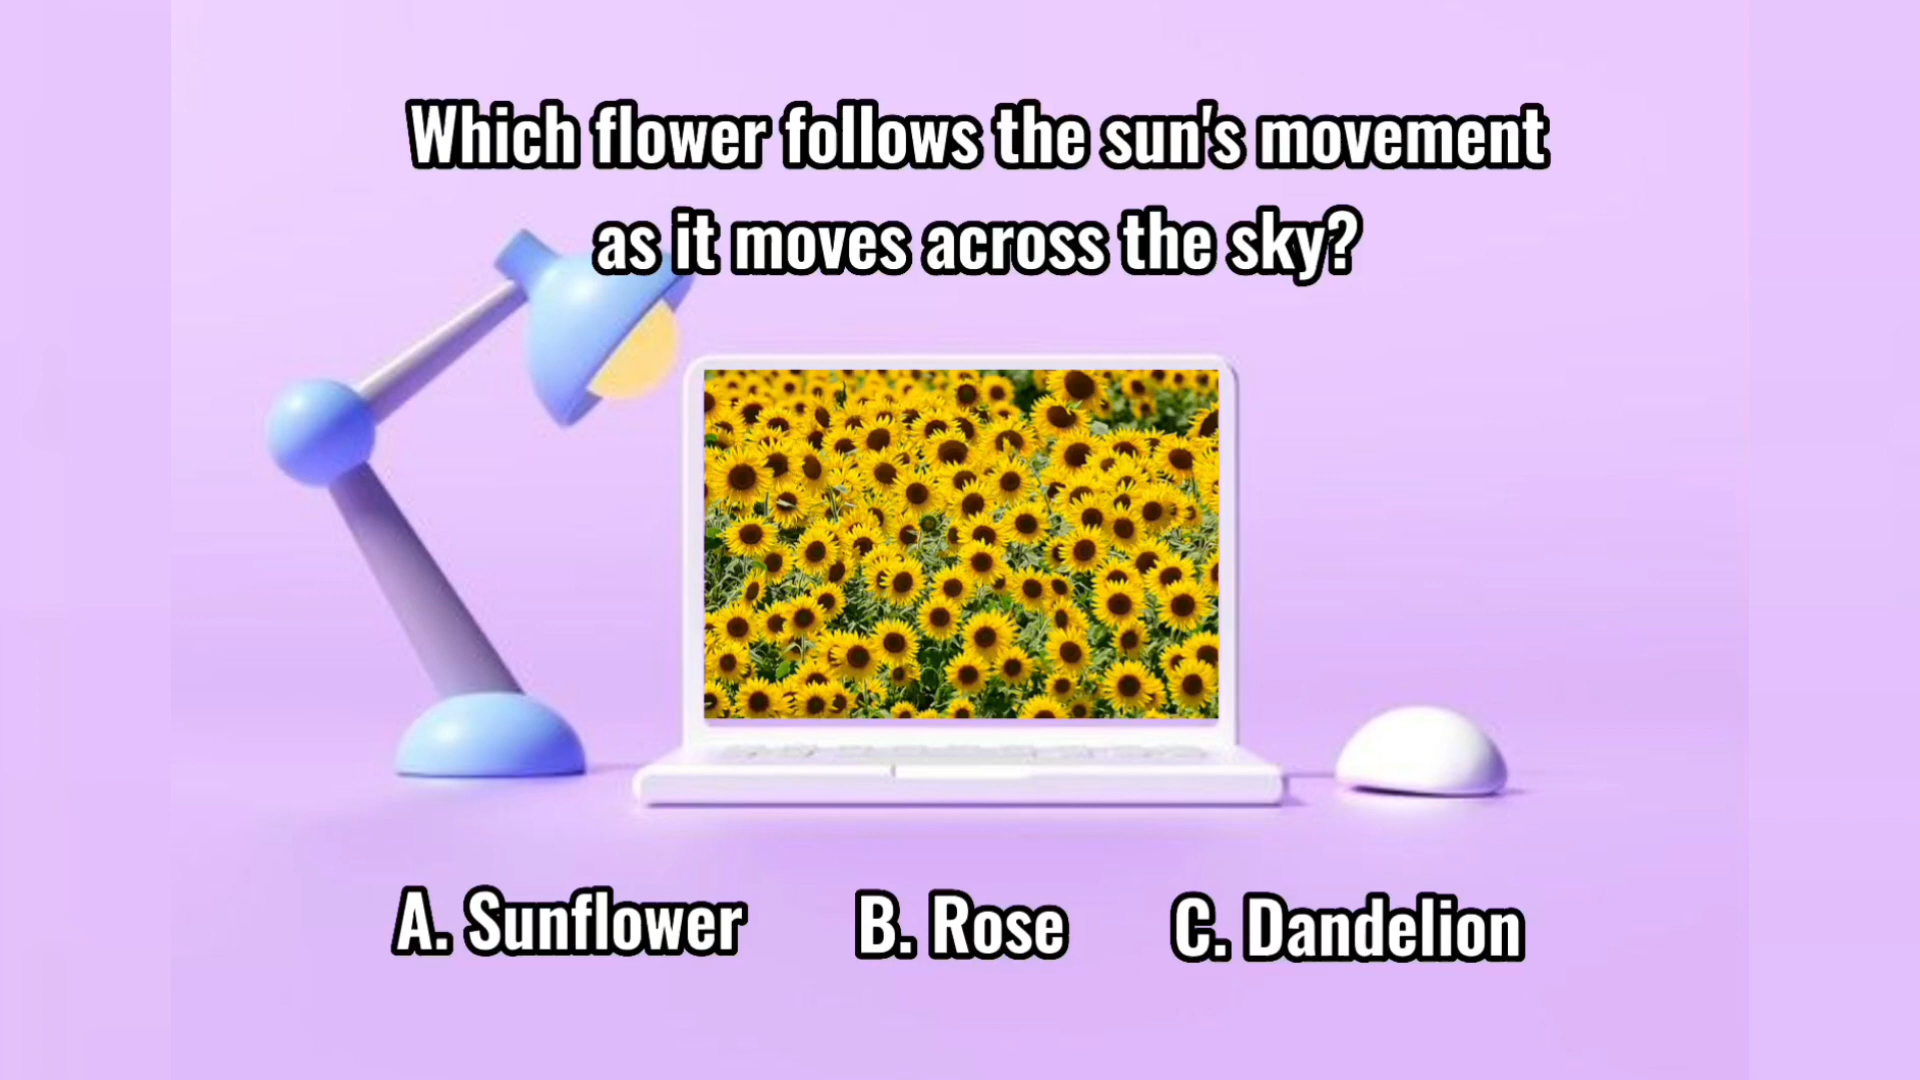 Which flower follows the sun's movement
as it moves across the sky?
A. Sunflower
B. Rose
C. Dandelion